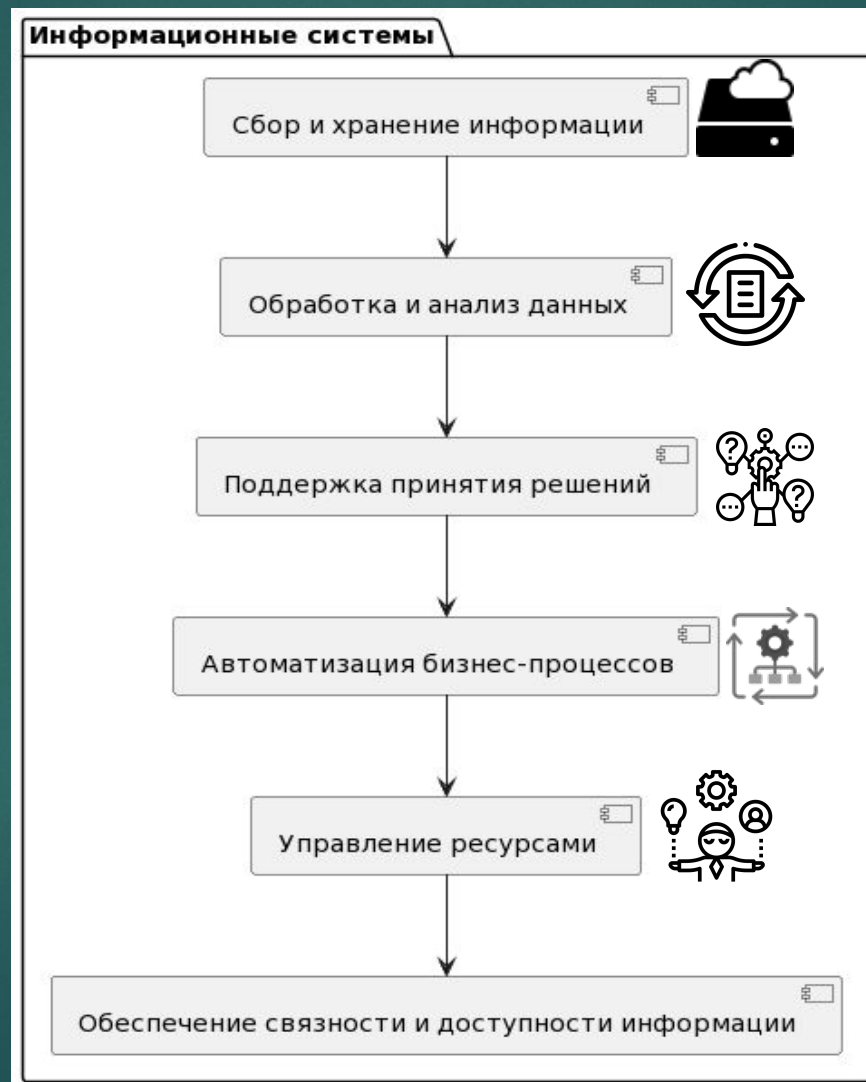 Информационные системы
Сбор и хранение информации
Обработка и анализ данных
Поддержка принятия решений
Автоматизация бизнес-процессов
Управление ресурсами
Обеспечение связности и доступности информации